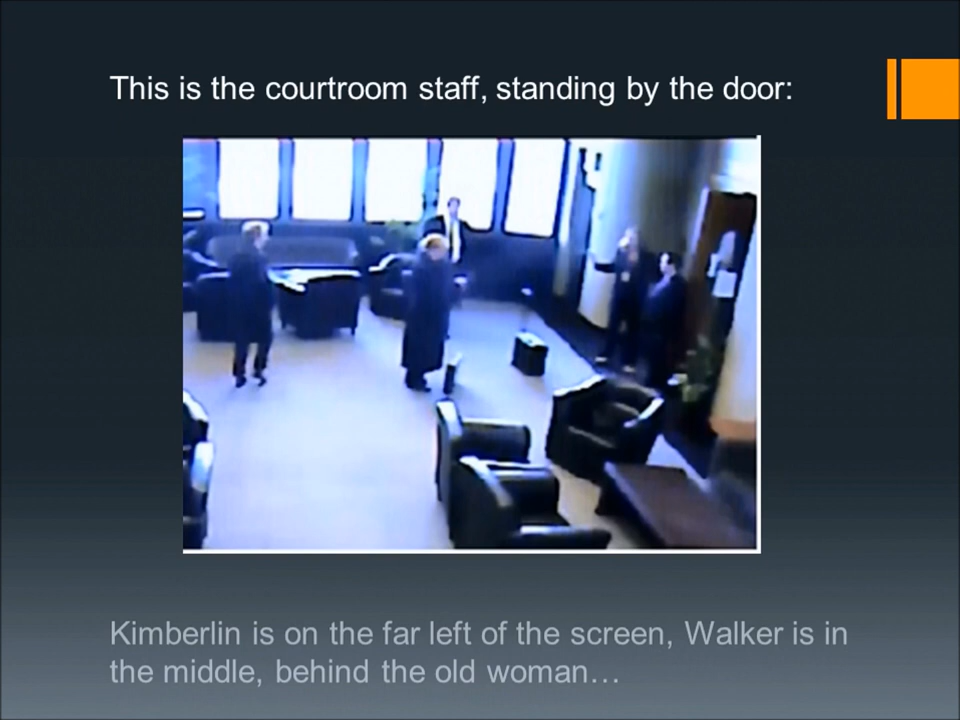 This is the courtroom staff, standing by the door:
Kimberlin is on the far left of the screen, Walker is in
the middle, behind the old woman…